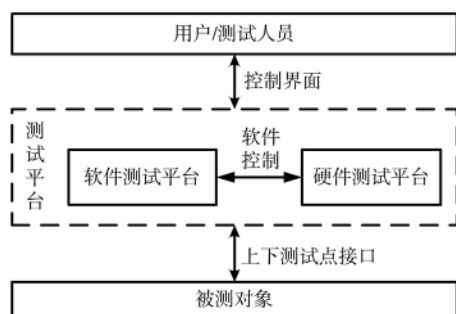 用户/测试人员
控制界面
测试平台
软件
控制
软件测试平台
硬件测试平台
上下测试点接口
被测对象